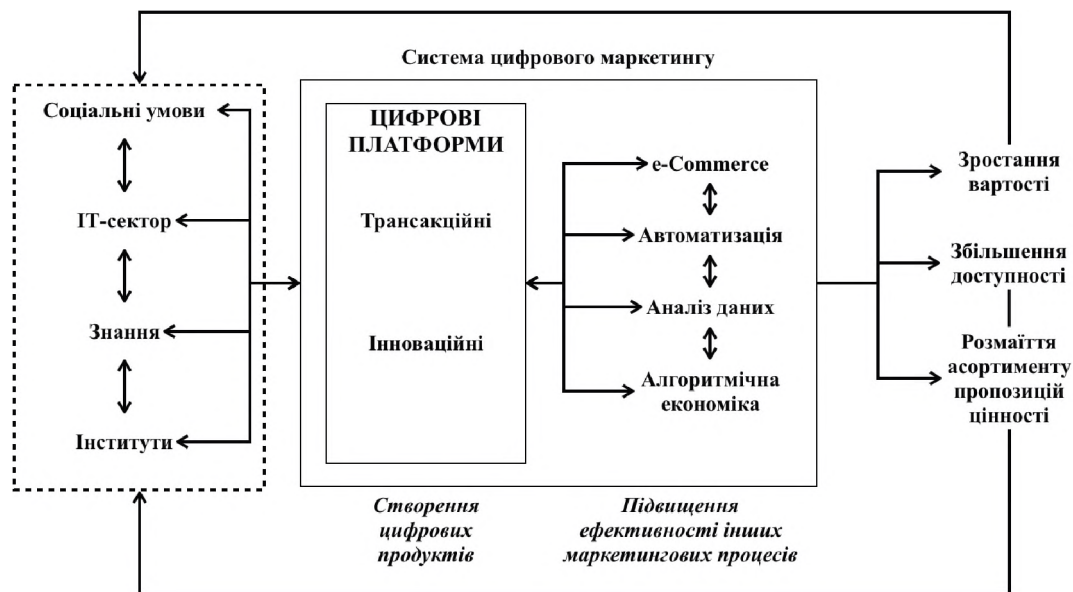 Система цифрового маркетингу
Соціальні умови
ІТ-сектор
Знання
Інститути
ЦИФРОВІ
ПЛАТФОРМИ
Трансакційні
Інноваційні
e-Commerce
Автоматизація
Аналіз даних
Алгоритмічна
економіка
Зростання
вартості
Збільшення
доступності
Розмаїття
асортименту
пропозицій
цінності
Створення
цифрових
продуктів
Підвищення
ефективності інших
маркетингових процесів